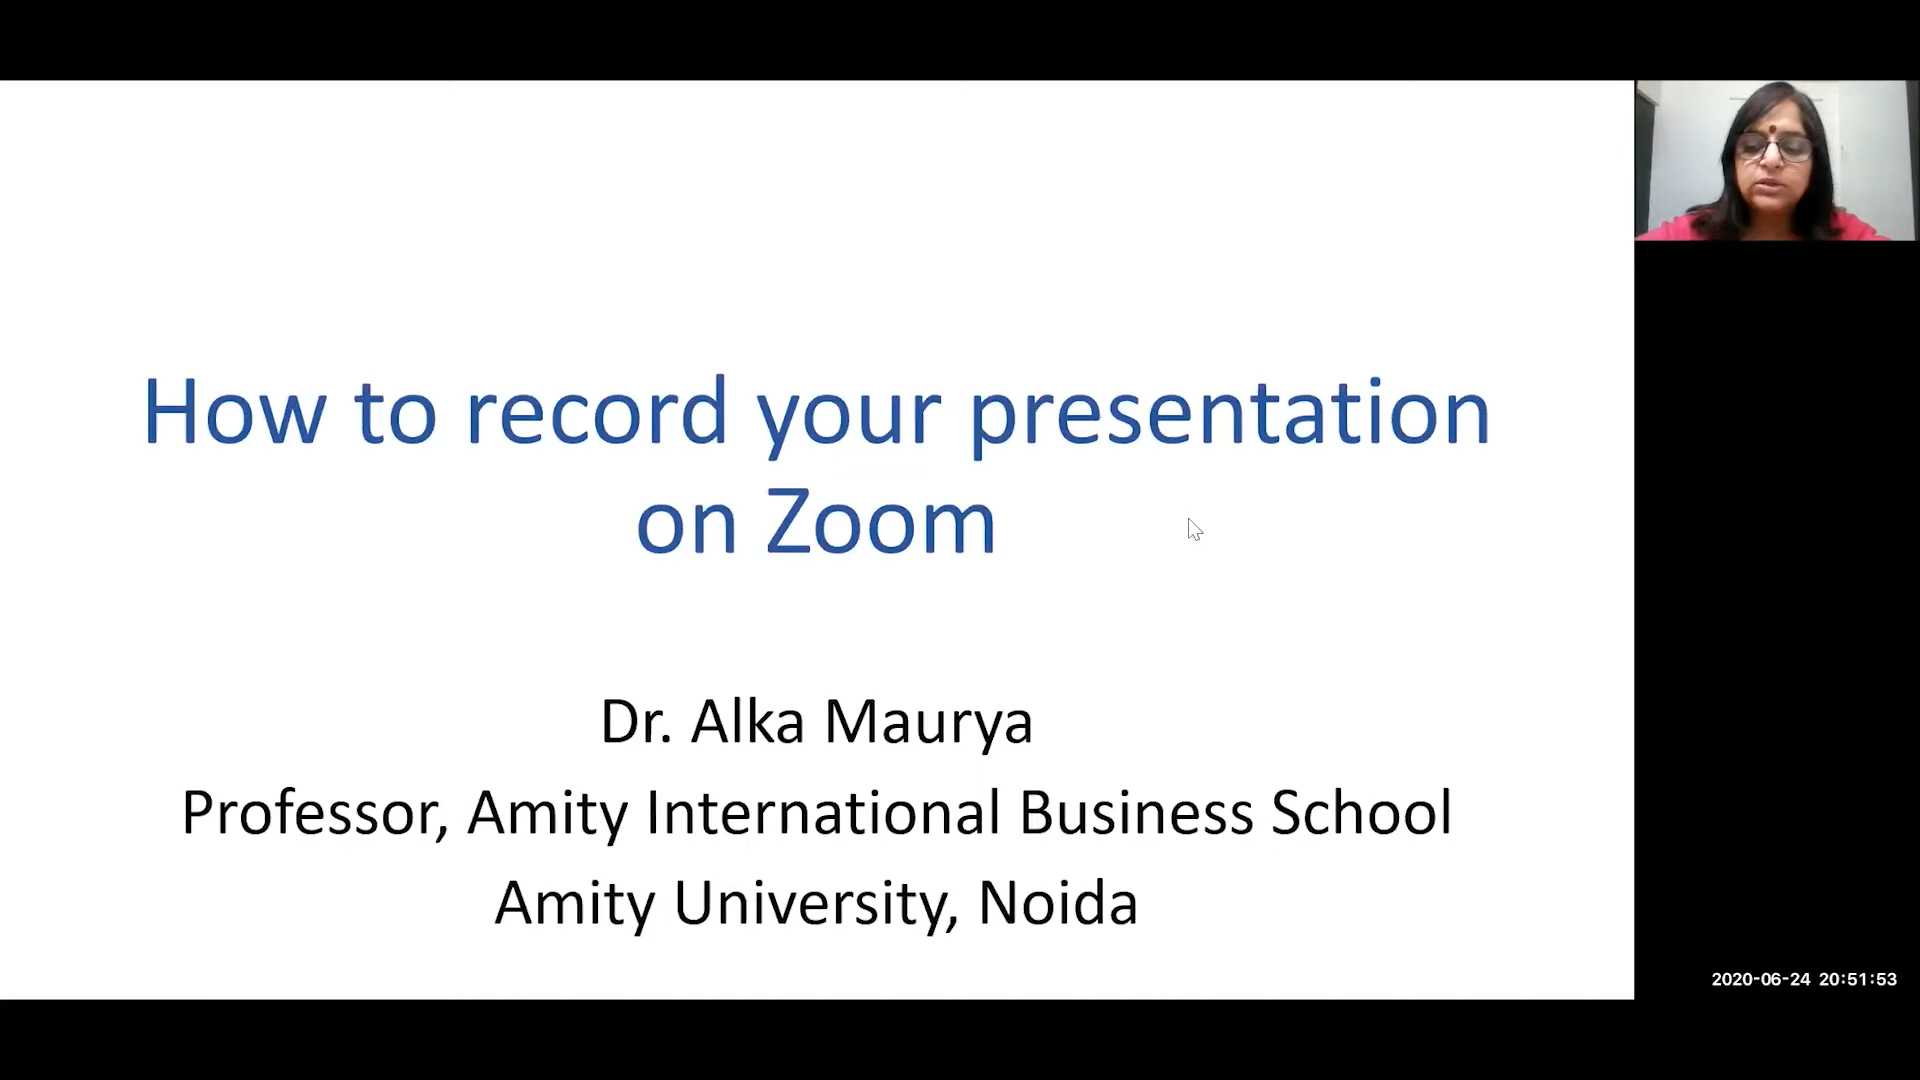 How to record your presentation
on Zoom
Dr. Alka Maurya
Professor, Amity International Business School
Amity University, Noida
2020-06-24 20:51:53